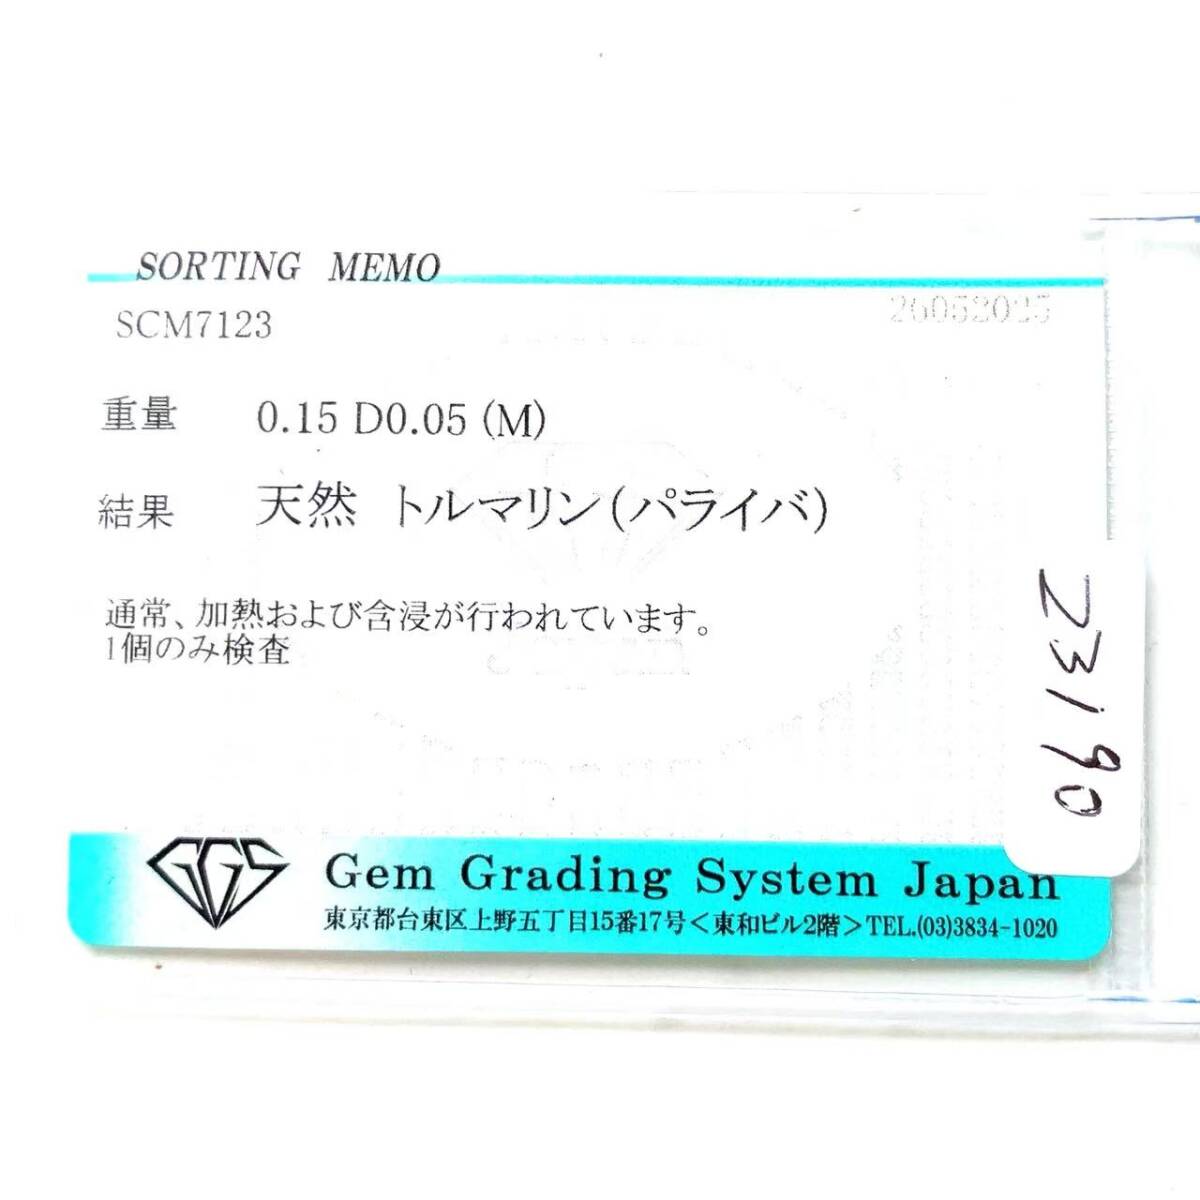 SORTING MEMO
SCM7123
26052025
重量 0.15 D0.05 (M)
結果 天然 トルマリン(パライバ)
通常、加熱および含浸が行われています。
1個のみ検査
23190
GGS
Gem Grading System Japan
東京都台東区上野五丁目15番17号＜東和ビル2階＞TEL.(03)3834-1020